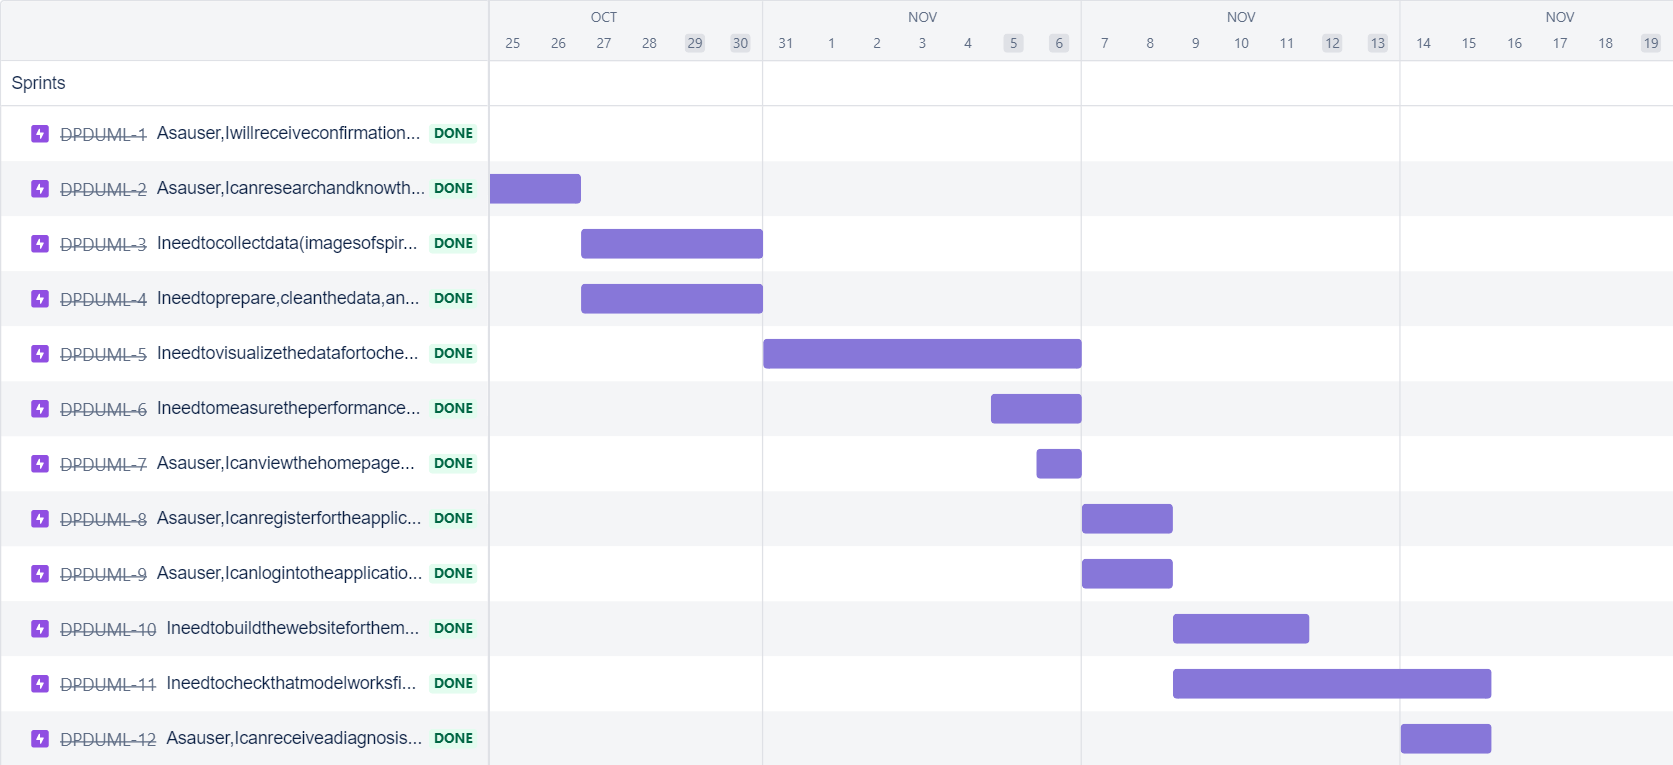 OCT NOV NOV NOV
25 26 27 28 29 30 31 1 2 3 4 5 6 7 8 9 10 11 12 13 14 15 16 17 18 19
Sprints
DPDUML-1 Asauser,Iwillreceiveconfirmation... DONE
DPDUML-2 Asauser,Icanresearchandknowth... DONE
DPDUML-3 Ineedtocollectdata(imagesofspir... DONE
DPDUML-4 Ineedtoprepare,cleanthedata,an... DONE
DPDUML-5 Ineedtovisualizethedatafortoche... DONE
DPDUML-6 Ineedtomeasuretheperformance... DONE
DPDUML-7 Asauser,Icanviewthehomepage... DONE
DPDUML-8 Asauser,Icanregisterfortheapplic... DONE
DPDUML-9 Asauser,Icanlogintotheapplicatio... DONE
DPDUML-10 Ineedtobuildthewebsiteforthem... DONE
DPDUML-11 Ineedtocheckthatmodelworksfi... DONE
DPDUML-12 Asauser,Icanreceiveadiagnosis... DONE